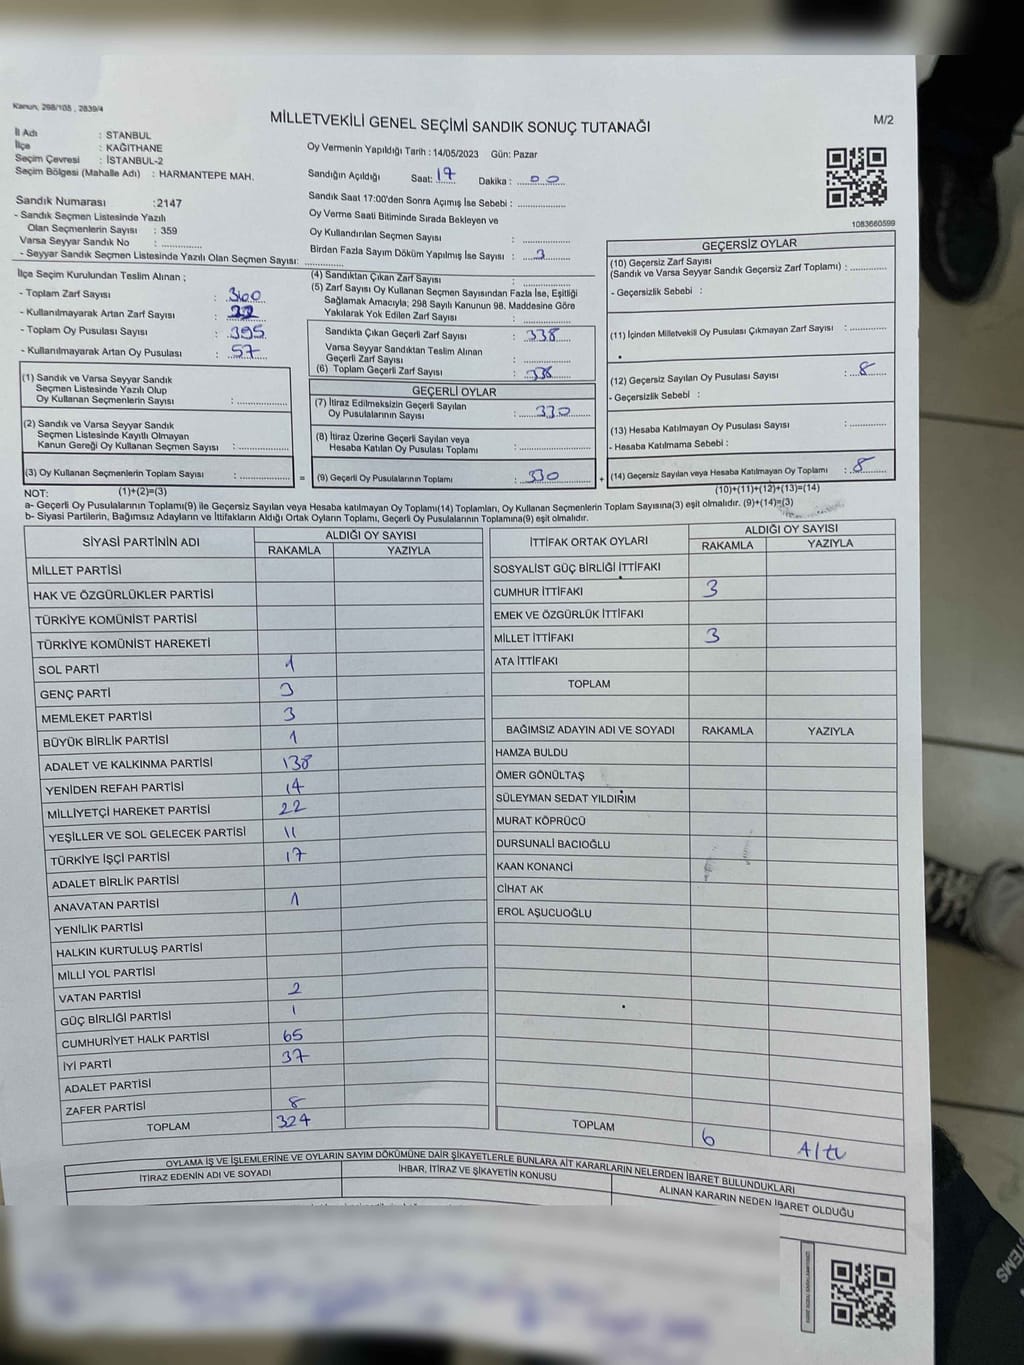 Kanun, 298/105 , 2839/4
MİLLETVEKİLİ GENEL SEÇİMİ SANDIK SONUÇ TUTANAĞI
M/2
İl Adı : STANBUL
İlçe : KAĞITHANE
Seçim Çevresi : İSTANBUL-2
Seçim Bölgesi (Mahalle Adı) : HARMANTEPE MAH.
Sandık Numarası :2147
- Sandık Seçmen Listesinde Yazılı
Olan Seçmenlerin Sayısı : 359
Varsa Seyyar Sandık No :
- Seyyar Sandık Seçmen Listesinde Yazılı Olan Seçmen Sayısı:
Oy Vermenin Yapıldığı Tarih : 14/05/2023 Gün: Pazar
Sandığın Açıldığı Saat: 17 Dakika : 00
Sandık Saat 17:00'den Sonra Açımış İse Sebebi :
Oy Verme Saati Bitiminde Sırada Bekleyen ve
Oy Kullandırılan Seçmen Sayısı :
Birden Fazla Sayım Döküm Yapılmış İse Sayısı : 3
1083660599
İlçe Seçim Kurulundan Teslim Alınan ;
- Toplam Zarf Sayısı : 360
- Kullanılmayarak Artan Zarf Sayısı : 22
- Toplam Oy Pusulası Sayısı : 395
- Kullanılmayarak Artan Oy Pusulası : 57
(1) Sandık ve Varsa Seyyar Sandık
Seçmen Listesinde Yazılı Olup
Oy Kullanan Seçmenlerin Sayısı :
(2) Sandık ve Varsa Seyyar Sandık
Seçmen Listesinde Kayıtlı Olmayan
Kanun Gereği Oy Kullanan Seçmen Sayısı :
(3) Oy Kullanan Seçmenlerin Toplam Sayısı : =
(4) Sandıktan Çıkan Zarf Sayısı :
(5) Zarf Sayısı Oy Kullanan Seçmen Sayısından Fazla İse, Eşitliği
Sağlamak Amacıyla; 298 Sayılı Kanunun 98. Maddesine Göre
Yakılarak Yok Edilen Zarf Sayısı :
Sandıkta Çıkan Geçerli Zarf Sayısı : 338
Varsa Seyyar Sandıktan Teslim Alınan
Geçerli Zarf Sayısı :
(6) Toplam Geçerli Zarf Sayısı : 338
GEÇERLİ OYLAR
(7) İtiraz Edilmeksizin Geçerli Sayılan
Oy Pusulalarının Sayısı : 330
(8) İtiraz Üzerine Geçerli Sayılan veya
Hesaba Katılan Oy Pusulası Toplamı :
(9) Geçerli Oy Pusulalarının Toplamı : 330 +
GEÇERSİZ OYLAR
(10) Geçersiz Zarf Sayısı
(Sandık ve Varsa Seyyar Sandık Geçersiz Zarf Toplamı) :
- Geçersizlik Sebebi :
(11) İçinden Milletvekili Oy Pusulası Çıkmayan Zarf Sayısı :
(12) Geçersiz Sayılan Oy Pusulası Sayısı : 8
- Geçersizlik Sebebi :
(13) Hesaba Katılmayan Oy Pusulası Sayısı :
- Hesaba Katılmama Sebebi :
(14) Geçersiz Sayılan veya Hesaba Katılmayan Oy Toplamı : 8
NOT: (1)+(2)=(3)
(10)+(11)+(12)+(13)=(14)
a- Geçerli Oy Pusulasının Toplamı(9) ile Geçersiz Sayılan veya Hesaba katılmayan Oy Toplamı(14) Toplamları, Oy Kullanan Seçmenlerin Toplam Sayısına(3) eşit olmalıdır. (9)+(14)=(3)
b- Siyasi Partilerin, Bağımsız Adayların ve İttifakların Aldığı Ortak Oyların Toplamı, Geçerli Oy Pusulalarının Toplamına(9) eşit olmalıdır.
SİYASİ PARTİNİN ADI ALDIĞI OY SAYISI
RAKAMLA YAZIYLA
MİLLET PARTİSİ
HAK VE ÖZGÜRLÜKLER PARTİSİ
TÜRKİYE KOMÜNİST PARTİSİ
TÜRKİYE KOMÜNİST HAREKETİ
SOL PARTİ 1
GENÇ PARTİ 3
MEMLEKET PARTİSİ 3
BÜYÜK BİRLİK PARTİSİ 1
ADALET VE KALKINMA PARTİSİ 138
YENİDEN REFAH PARTİSİ 14
MİLLİYETÇİ HAREKET PARTİSİ 22
YEŞİLLER VE SOL GELECEK PARTİSİ 11
TÜRKİYE İŞÇİ PARTİSİ 17
ADALET BİRLİK PARTİSİ
ANAVATAN PARTİSİ 1
YENİLİK PARTİSİ
HALKIN KURTULUŞ PARTİSİ
MİLLİ YOL PARTİSİ
VATAN PARTİSİ 2
GÜÇ BİRLİĞİ PARTİSİ 1
CUMHURİYET HALK PARTİSİ 65
İYİ PARTİ 37
ADALET PARTİSİ
ZAFER PARTİSİ 8
TOPLAM 324
İTTİFAK ORTAK OYLARI ALDIĞI OY SAYISI
RAKAMLA YAZIYLA
SOSYALİST GÜÇ BİRLİĞİ İTTİFAKI
CUMHUR İTTİFAKI 3
EMEK VE ÖZGÜRLÜK İTTİFAKI
MİLLET İTTİFAKI 3
ATA İTTİFAKI
TOPLAM
BAĞIMSIZ ADAYIN ADI VE SOYADI RAKAMLA YAZIYLA
HAMZA BULDU
ÖMER GÖNÜLTAŞ
SÜLEYMAN SEDAT YILDIRIM
MURAT KÖPRÜCÜ
DURSUNALİ BACIOĞLU
KAAN KONANCİ
CİHAT AK
EROL AŞUCUOĞLU
TOPLAM 6 Altı
OYLAMA İŞ VE İŞLEMLERİNE VE OYLARIN SAYIM DÖKÜMÜNE DAİR ŞİKAYETLERLE BUNLARA AİT KARARLARIN NELERDEN İBARET BULUNDUKLARI
İTİRAZ EDENİN ADI VE SOYADI İHBAR, İTİRAZ VE ŞİKAYETİN KONUSU ALINAN KARARIN NEDEN İBARET OLDUĞU